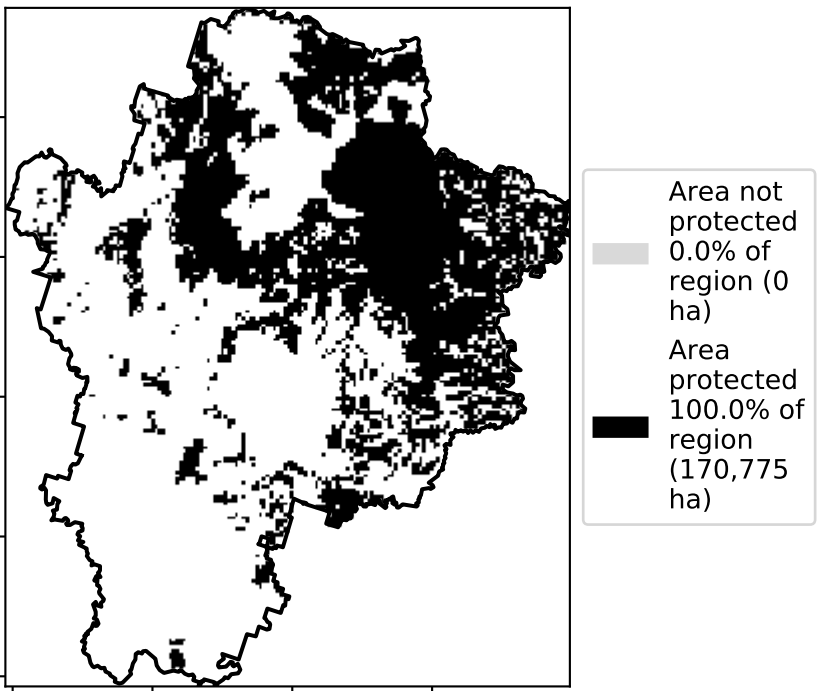 Area not
protected
0.0% of
region (0
ha)
Area
protected
100.0% of
region
(170,775
ha)